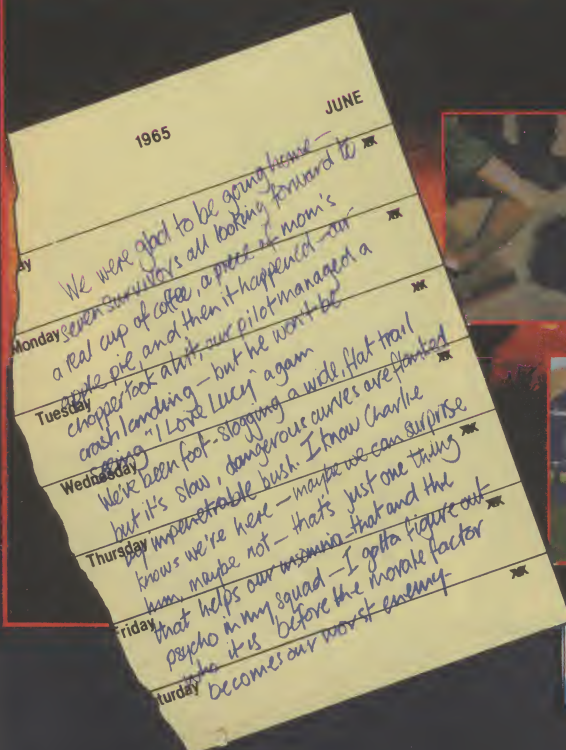 1965
JUNE
ay
Monday
Tuesday
Wednesday
Thursday
Friday
turday
We were glad to be going home —
seven survivors all looking forward to
a real cup of coffee, a piece of mom's
apple pie, and then it happened — our
chopper took a hit, our pilot managed a
crash landing — but he won't be
seeing "I Love Lucy" again
We've been foot-slogging a wide, flat trail
but it's slow, dangerous curves are flanked
by impenetrable bush. I know Charlie
knows we're here — maybe we can surprise
him, maybe not — that's just one thing
that helps our insomnia — that and the
psycho in my squad — I gotta figure out
who it is before the morale factor
becomes our worst enemy